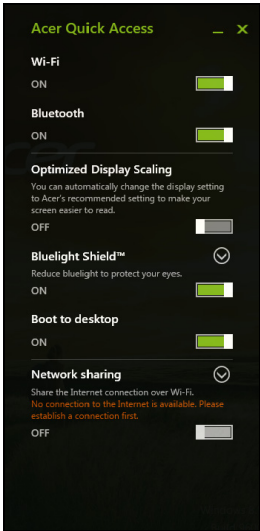 Acer Quick Access
Wi-Fi
ON
Bluetooth
ON
Optimized Display Scaling
You can automatically change the display setting
to Acer's recommended setting to make your
screen easier to read.
OFF
Bluelight Shield™
Reduce bluelight to protect your eyes.
ON
Boot to desktop
ON
Network sharing
Share the Internet connection over Wi-Fi.
No connection to the Internet is available. Please
establish a connection first.
OFF